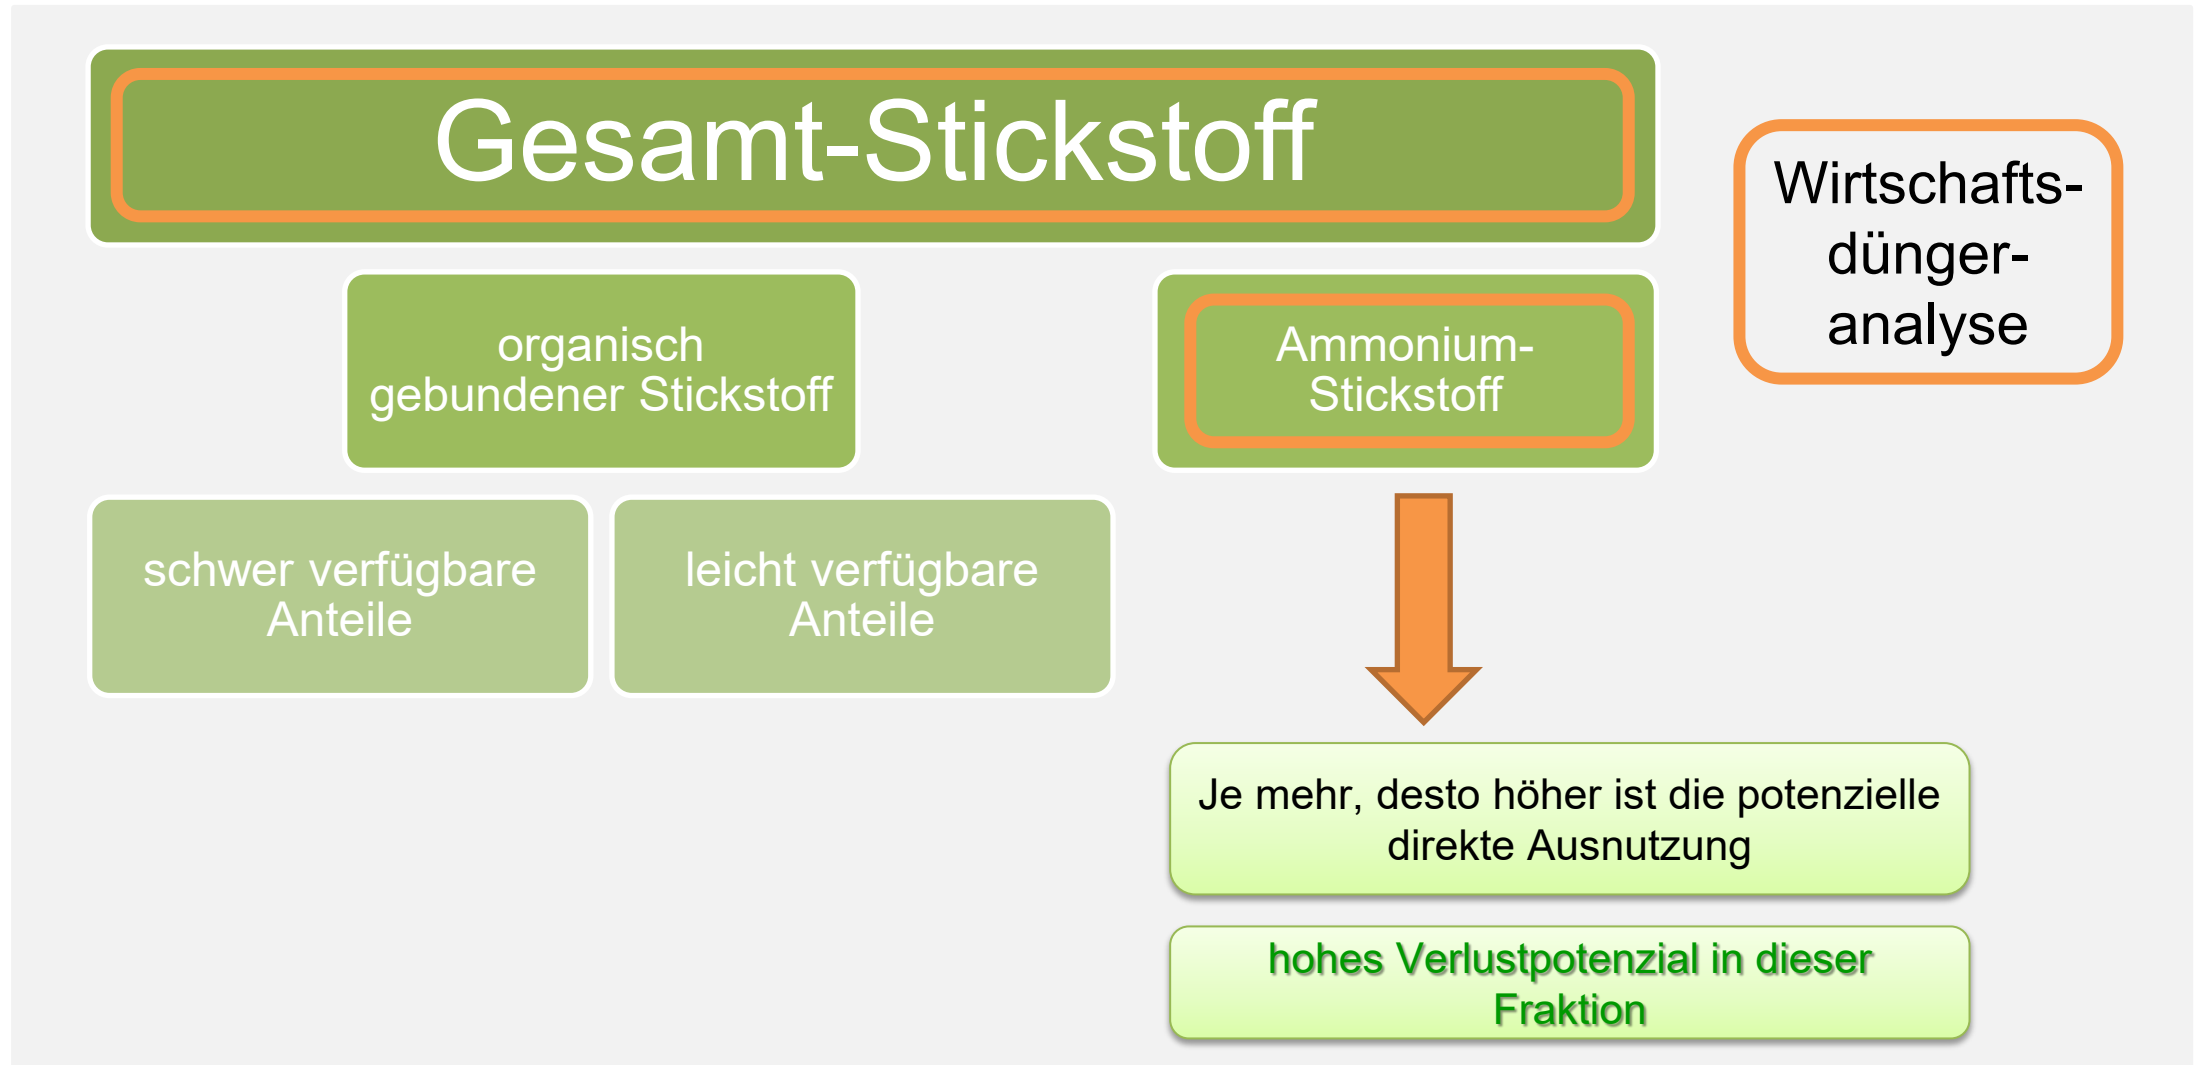 Gesamt-Stickstoff
Wirtschafts-
dünger-
analyse
organisch
gebundener Stickstoff
Ammonium-
Stickstoff
schwer verfügbare
Anteile
leicht verfügbare
Anteile
Je mehr, desto höher ist die potenzielle
direkte Ausnutzung
hohes Verlustpotenzial in dieser
Fraktion